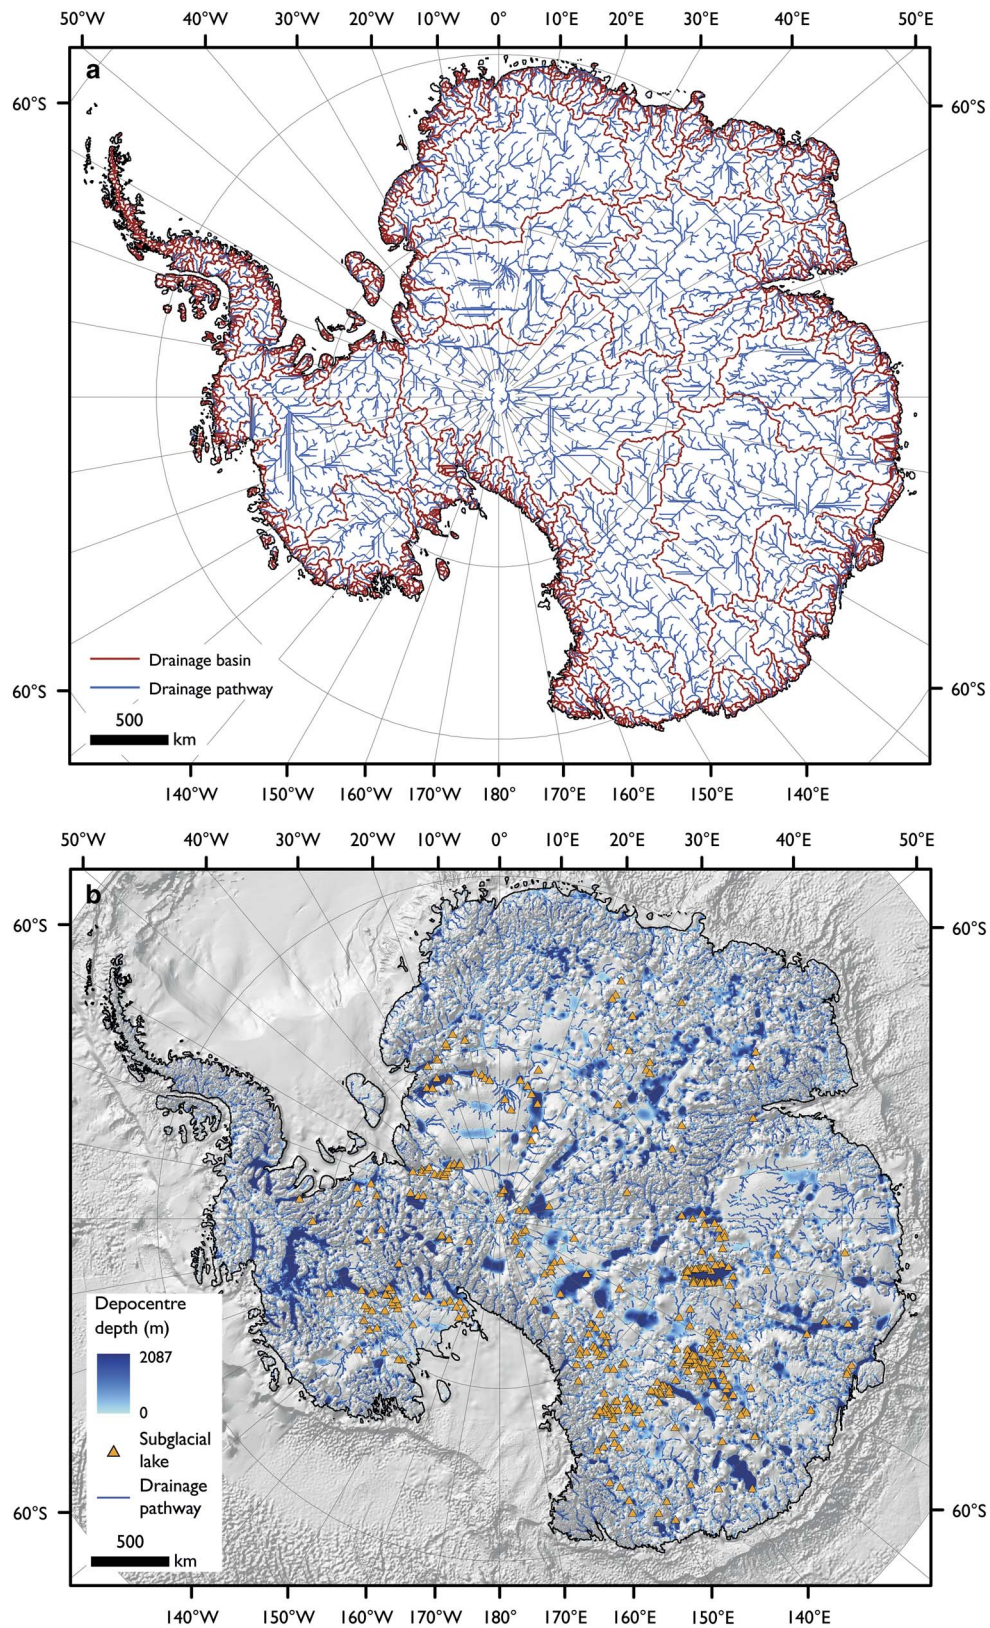 50°W 40°W 30°W 20°W 10°W 0° 10°E 20°E 30°E 40°E 50°E
a
60°S 60°S
Drainage basin
Drainage pathway
60°S 60°S
500
km
140°W 150°W 160°W 170°W 180° 170°E 160°E 150°E 140°E
50°W 40°W 30°W 20°W 10°W 0° 10°E 20°E 30°E 40°E 50°E
b
60°S 60°S
Depocentre
depth (m)
2087
0
Subglacial
lake
Drainage
pathway
60°S 60°S
500
km
140°W 150°W 160°W 170°W 180° 170°E 160°E 150°E 140°E